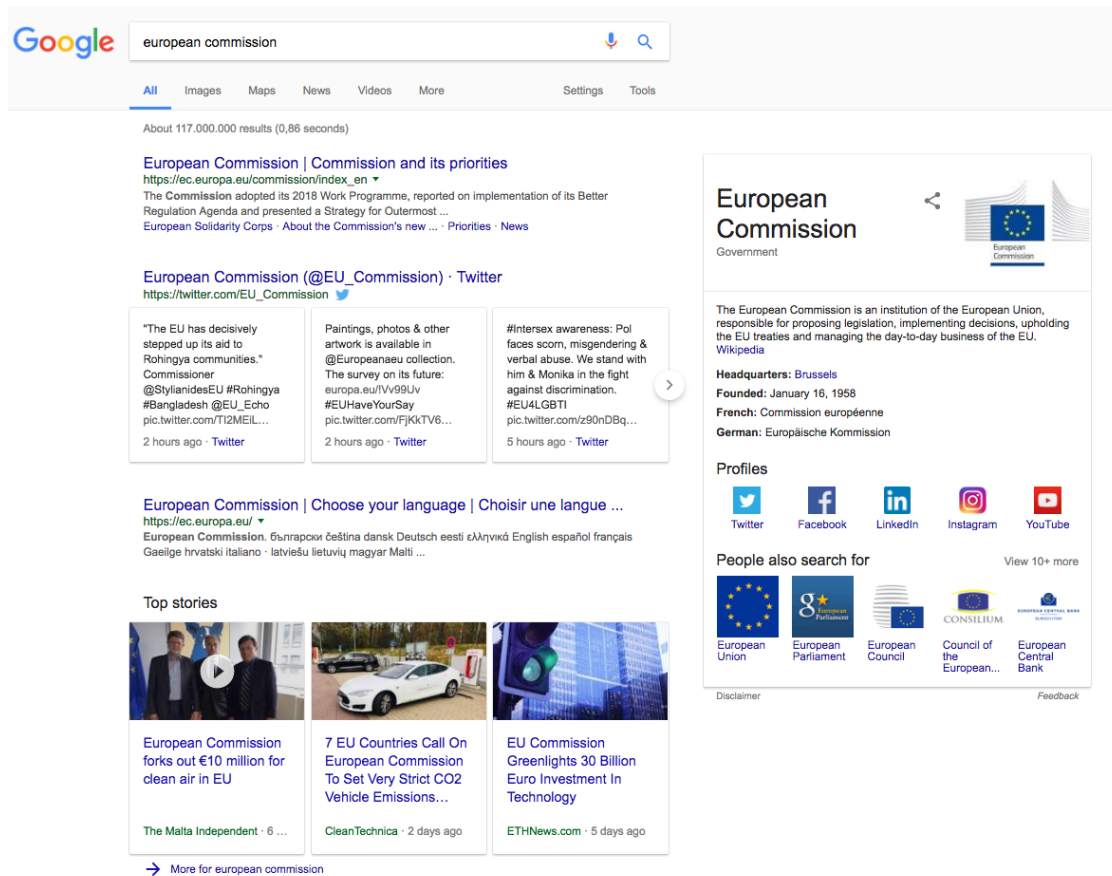 Google
european commission
All Images Maps News Videos More Settings Tools
About 117.000.000 results (0,86 seconds)
European Commission | Commission and its priorities
https://ec.europa.eu/commission/index_en
The Commission adopted its 2018 Work Programme, reported on implementation of its Better
Regulation Agenda and presented a Strategy for Outermost ...
European Solidarity Corps · About the Commission's new ... · Priorities · News
European Commission (@EU_Commission) · Twitter
https://twitter.com/EU_Commission
"The EU has decisively
stepped up its aid to
Rohingya communities."
Commissioner
@StylianidesEU #Rohingya
#Bangladesh @EU_Echo
pic.twitter.com/TI2MEiL...
2 hours ago · Twitter
Paintings, photos & other
artwork is available in
@Europeanaeu collection.
The survey on its future:
europa.eu/!Vv99Uv
#EUHaveYourSay
pic.twitter.com/FjKkTV6...
2 hours ago · Twitter
#Intersex awareness: Pol
faces scorn, misgendering &
verbal abuse. We stand with
him & Monika in the fight
against discrimination.
#EU4LGBTI
pic.twitter.com/z90nDBq...
5 hours ago · Twitter
European Commission | Choose your language | Choisir une langue ...
https://ec.europa.eu/
European Commission. български čeština dansk Deutsch eesti ελληνικά English español français
Gaeilge hrvatski italiano · latviešu lietuvių magyar Malti ...
Top stories
European Commission
forks out €10 million for
clean air in EU
The Malta Independent · 6 ...
7 EU Countries Call On
European Commission
To Set Very Strict CO2
Vehicle Emissions...
CleanTechnica · 2 days ago
EU Commission
Greenlights 30 Billion
Euro Investment In
Technology
ETHNews.com · 5 days ago
More for european commission
European
Commission
Government
European
Commission
The European Commission is an institution of the European Union,
responsible for proposing legislation, implementing decisions, upholding
the EU treaties and managing the day-to-day business of the EU.
Wikipedia
Headquarters: Brussels
Founded: January 16, 1958
French: Commission européenne
German: Europäische Kommission
Profiles
Twitter Facebook LinkedIn Instagram YouTube
People also search for View 10+ more
g European Parliament
CONSILIUM
EUROPEAN CENTRAL BANK
EUROSYSTEM
European
Union
European
Parliament
European
Council
Council of
the
European...
European
Central
Bank
Disclaimer Feedback